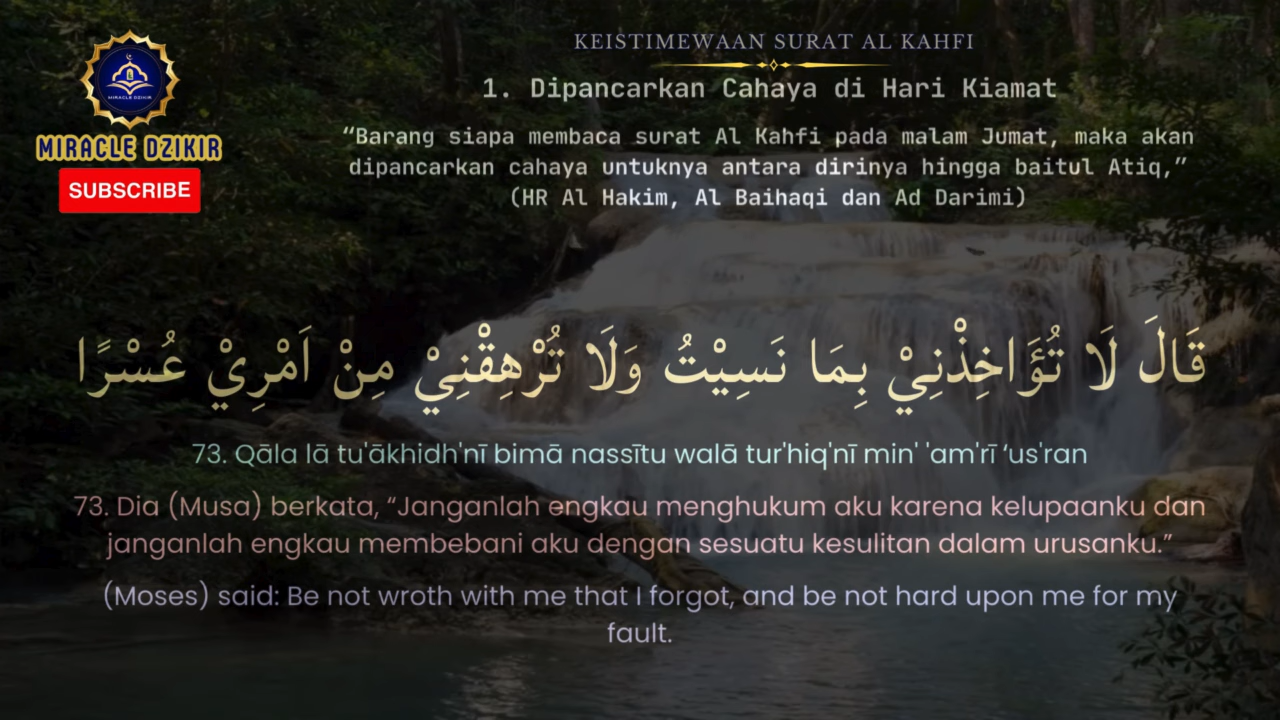 KEISTIMEWAAN SURAT AL KAHFI
1. Dipancarkan Cahaya di Hari Kiamat
“Barang siapa membaca surat Al Kahfi pada malam Jumat, maka akan
dipancarkan cahaya untuknya antara dirinya hingga baitul Atiq,”
(HR Al Hakim, Al Baihaqi dan Ad Darimi)
MIRACLE DZIKIR
MIRACLE DZIKIR
SUBSCRIBE
قَالَ لَا تُؤَاخِذْنِيْ بِمَا نَسِيْتُ وَلَا تُرْهِقْنِيْ مِنْ اَمْرِيْ عُسْرًا
73. Qāla lā tu'ākhidh'nī bimā nassītu walā tur'hiq'nī min' 'am'rī ‘us'ran
73. Dia (Musa) berkata, “Janganlah engkau menghukum aku karena kelupaanku dan
janganlah engkau membebani aku dengan sesuatu kesulitan dalam urusanku.”
(Moses) said: Be not wroth with me that I forgot, and be not hard upon me for my
fault.